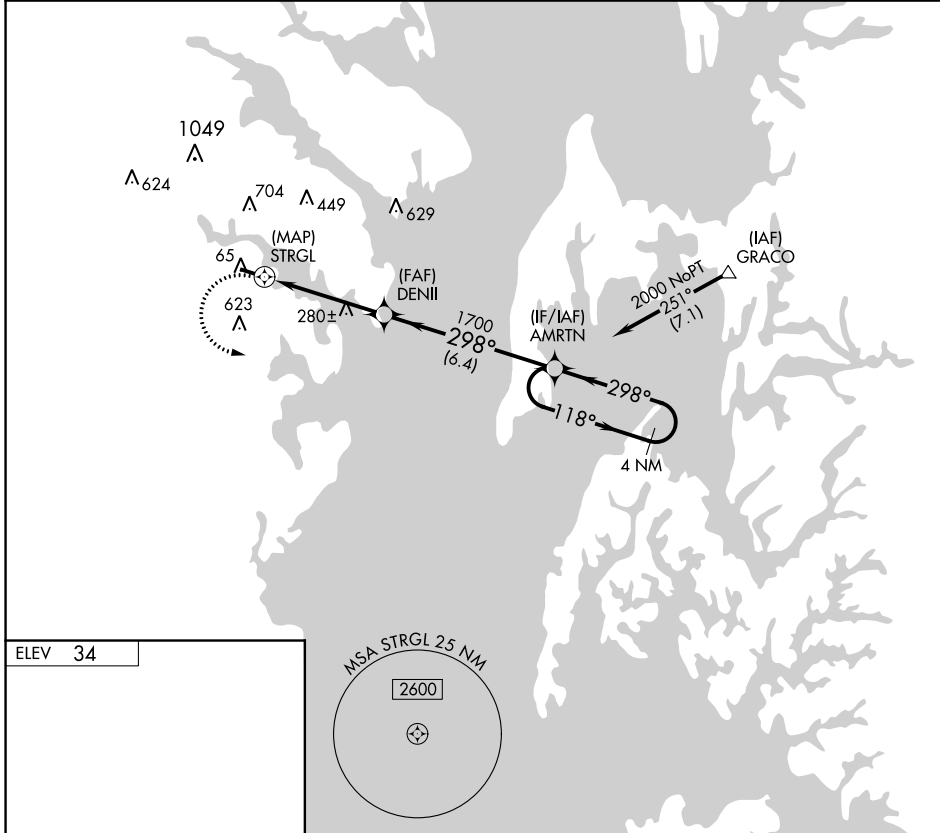 1049
624
704
449
629
(MAP)
STRGL
65
(FAF)
DENII
623
280±
1700
298°
(6.4)
(IF/IAF)
AMRTN
(IAF)
GRACO
2000 NoPT
251°
(7.1)
298°
118°
4 NM
ELEV 34
MSA STRGL 25 NM
2600